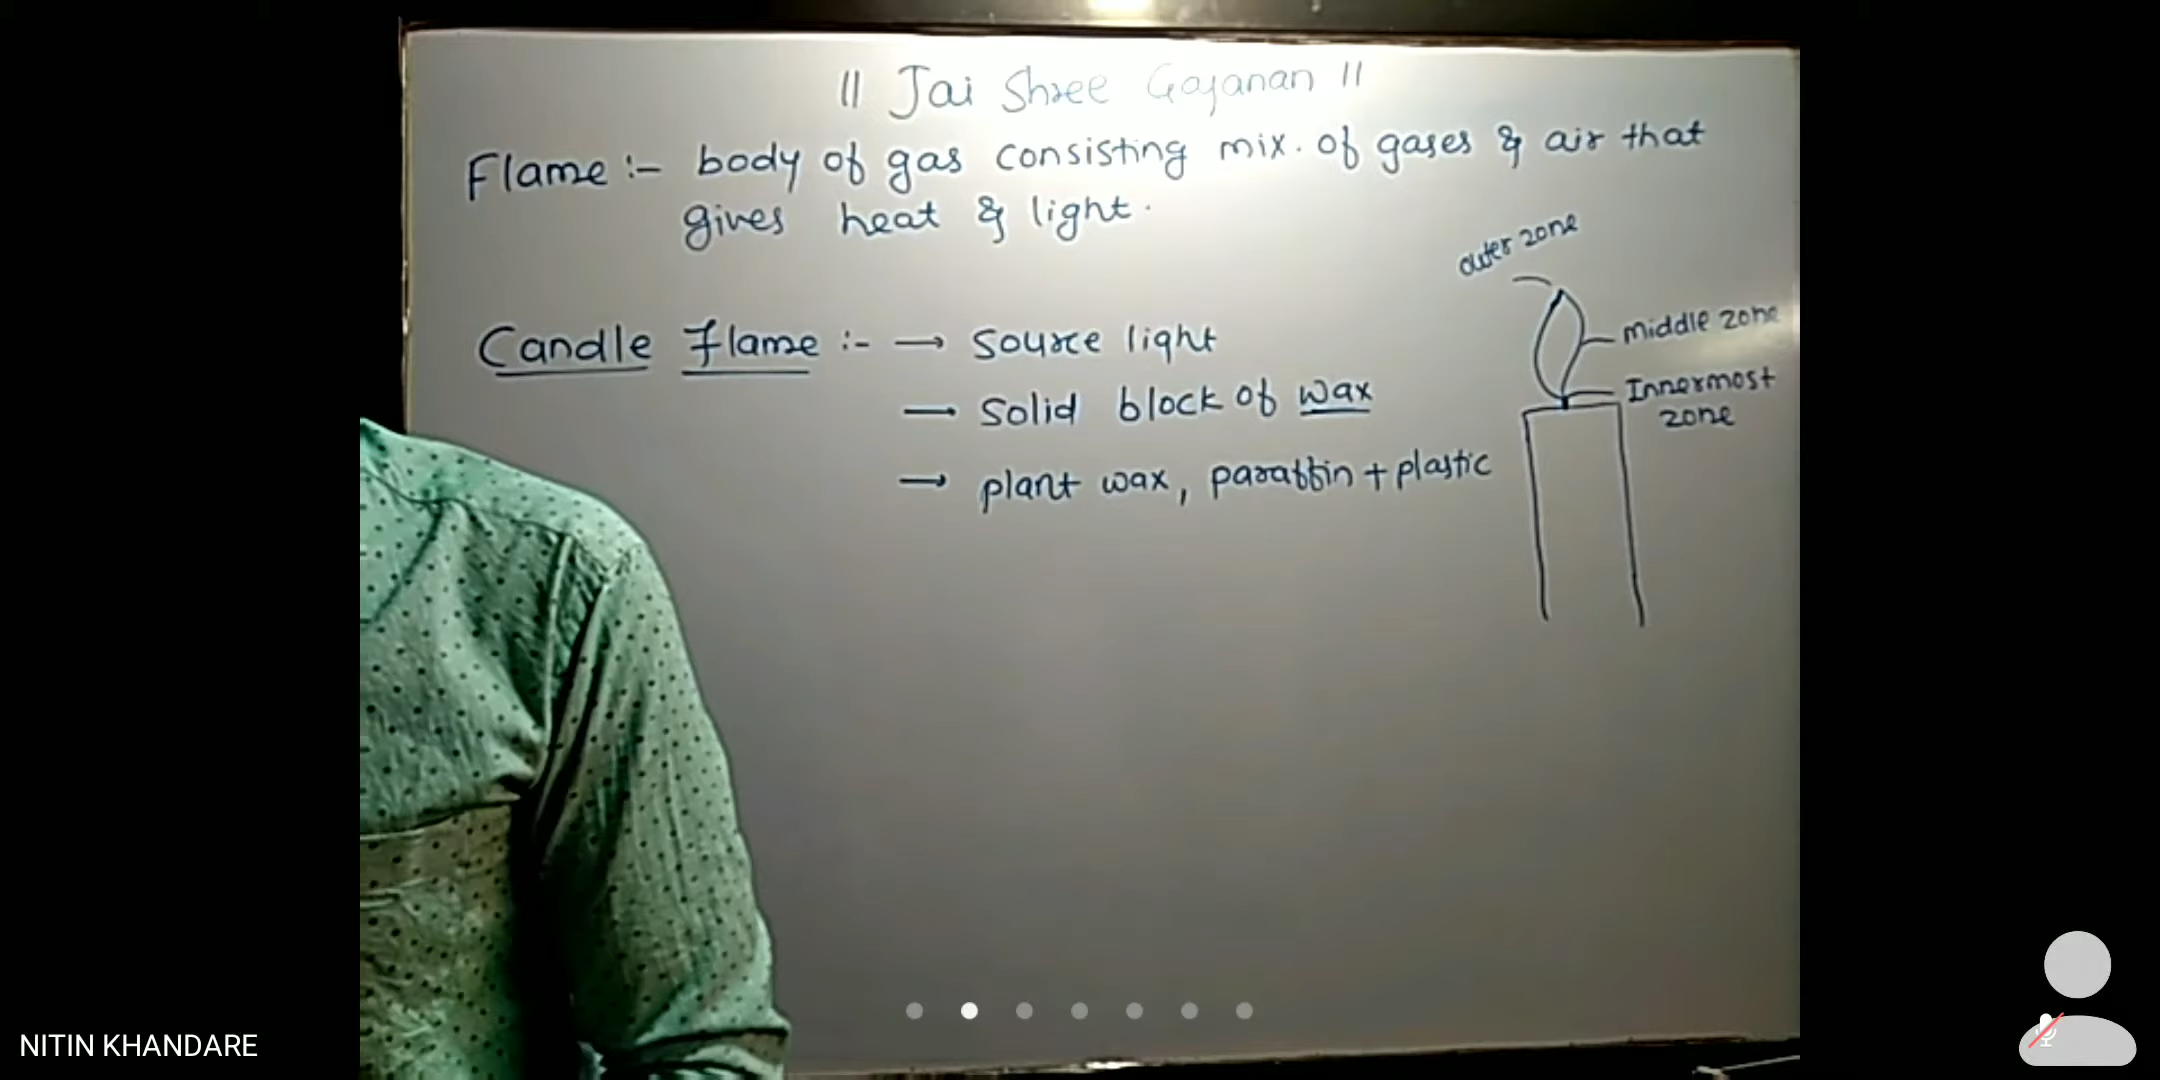 || Jai Shree Gajanan ||
Flame :- body of gas consisting mix. of gases & air that
gives heat & light.
outer zone
Candle Flame :- → Source light
middle zone
→ Solid block of wax
Innermost
zone
→ plant wax, paraffin + plastic
NITIN KHANDARE